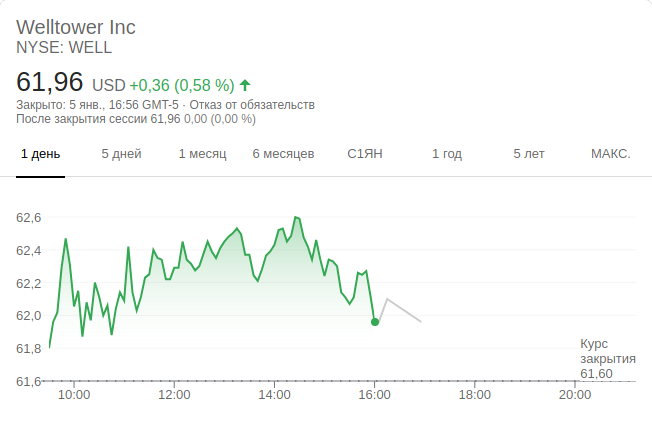 Welltower Inc
NYSE: WELL
61,96 USD +0,36 (0,58 %)
Закрыто: 5 янв., 16:56 GMT-5 · Отказ от обязательств
После закрытия сессии 61,96 0,00 (0,00 %)
1 день 5 дней 1 месяц 6 месяцев С1ЯН 1 год 5 лет МАКС.
62,6
62,4
62,2
62,0
61,8
61,6
Курс
закрытия
61,60
10:00 12:00 14:00 16:00 18:00 20:00